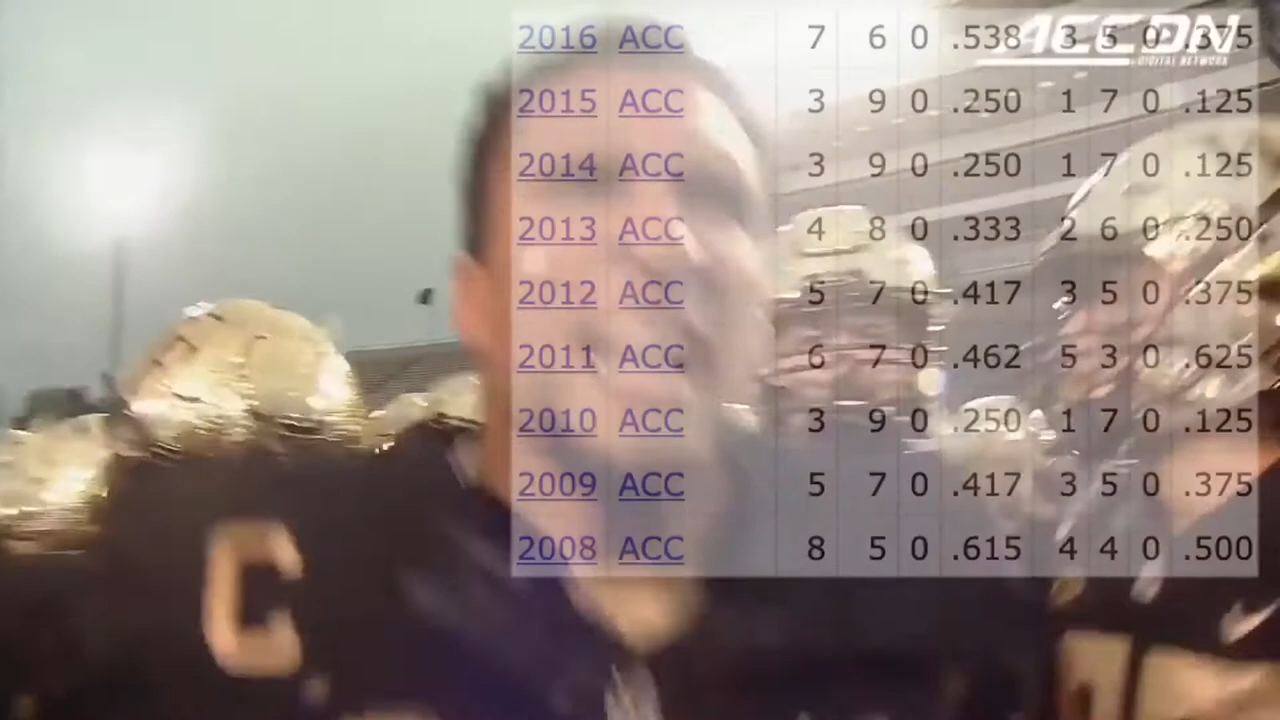 ACCDN
DIGITAL NETWORK
2016 ACC 7 6 0 .538 3 5 0 .375
2015 ACC 3 9 0 .250 1 7 0 .125
2014 ACC 3 9 0 .250 1 7 0 .125
2013 ACC 4 8 0 .333 2 6 0 .250
2012 ACC 5 7 0 .417 3 5 0 .375
2011 ACC 6 7 0 .462 5 3 0 .625
2010 ACC 3 9 0 .250 1 7 0 .125
2009 ACC 5 7 0 .417 3 5 0 .375
2008 ACC 8 5 0 .615 4 4 0 .500
C